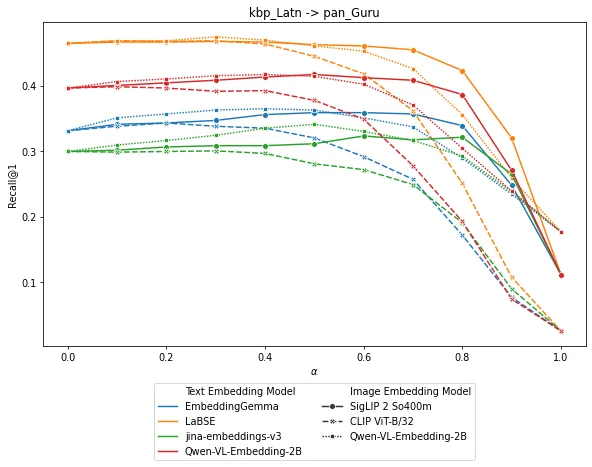 kbp_Latn -> pan_Guru
Recall@1
0.4
0.3
0.2
0.1
0.0 0.2 0.4 0.6 0.8 1.0
α
Text Embedding Model
EmbeddingGemma
LaBSE
jina-embeddings-v3
Qwen-VL-Embedding-2B
Image Embedding Model
SigLIP 2 So400m
CLIP ViT-B/32
Qwen-VL-Embedding-2B